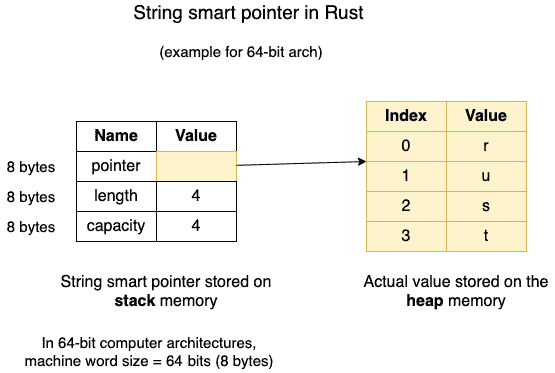 String smart pointer in Rust
(example for 64-bit arch)
Name Value
8 bytes pointer
8 bytes length 4
8 bytes capacity 4
Index Value
0 r
1 u
2 s
3 t
String smart pointer stored on
stack memory
Actual value stored on the
heap memory
In 64-bit computer architectures,
machine word size = 64 bits (8 bytes)